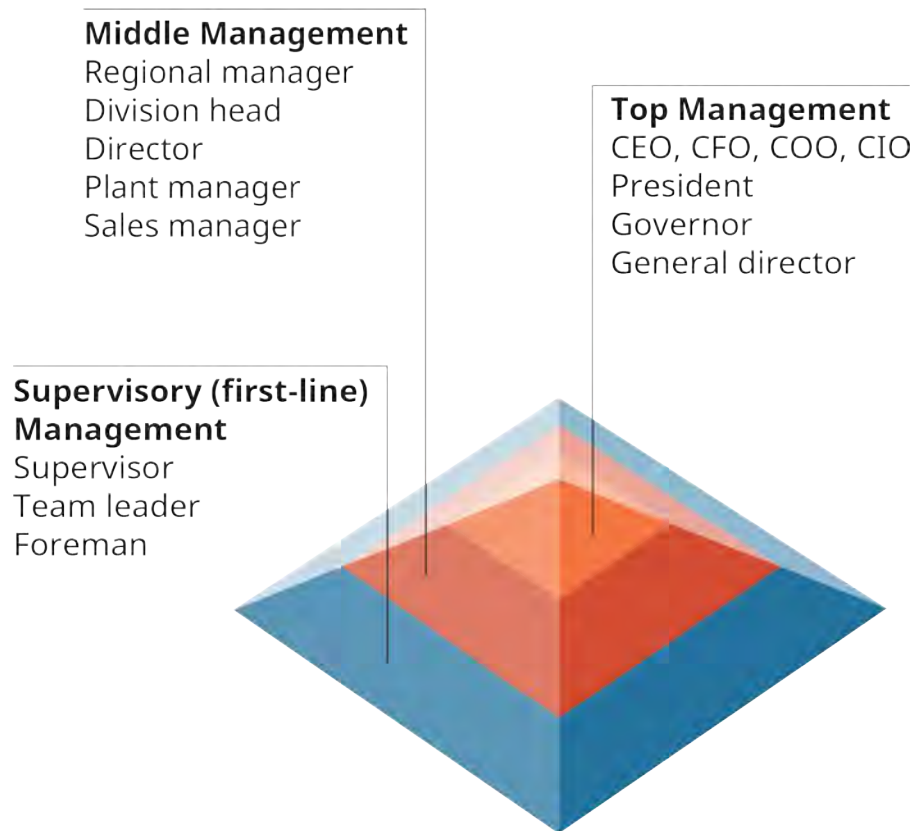 Middle Management
Regional manager
Division head
Director
Plant manager
Sales manager
Top Management
CEO, CFO, COO, CIO
President
Governor
General director
Supervisory (first-line)
Management
Supervisor
Team leader
Foreman